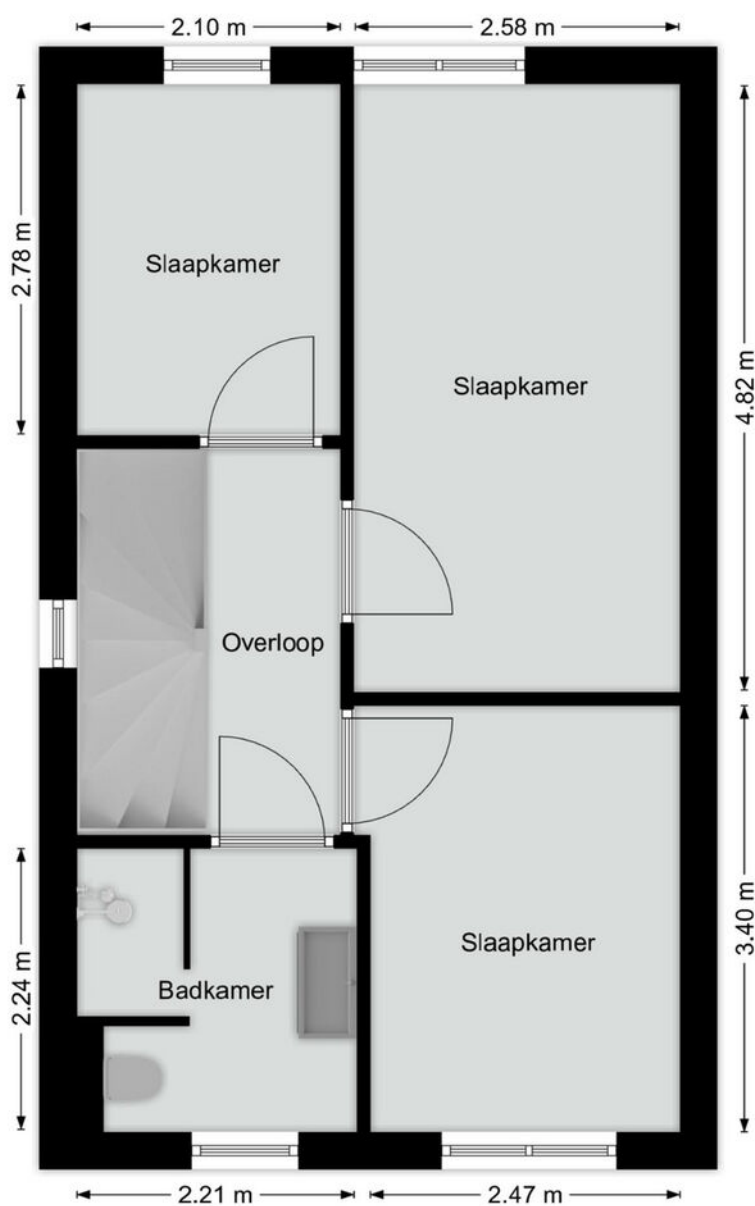 2.10 m
2.58 m
2.78 m
Slaapkamer
Slaapkamer
4.82 m
Overloop
Slaapkamer
3.40 m
2.24 m
Badkamer
2.21 m
2.47 m